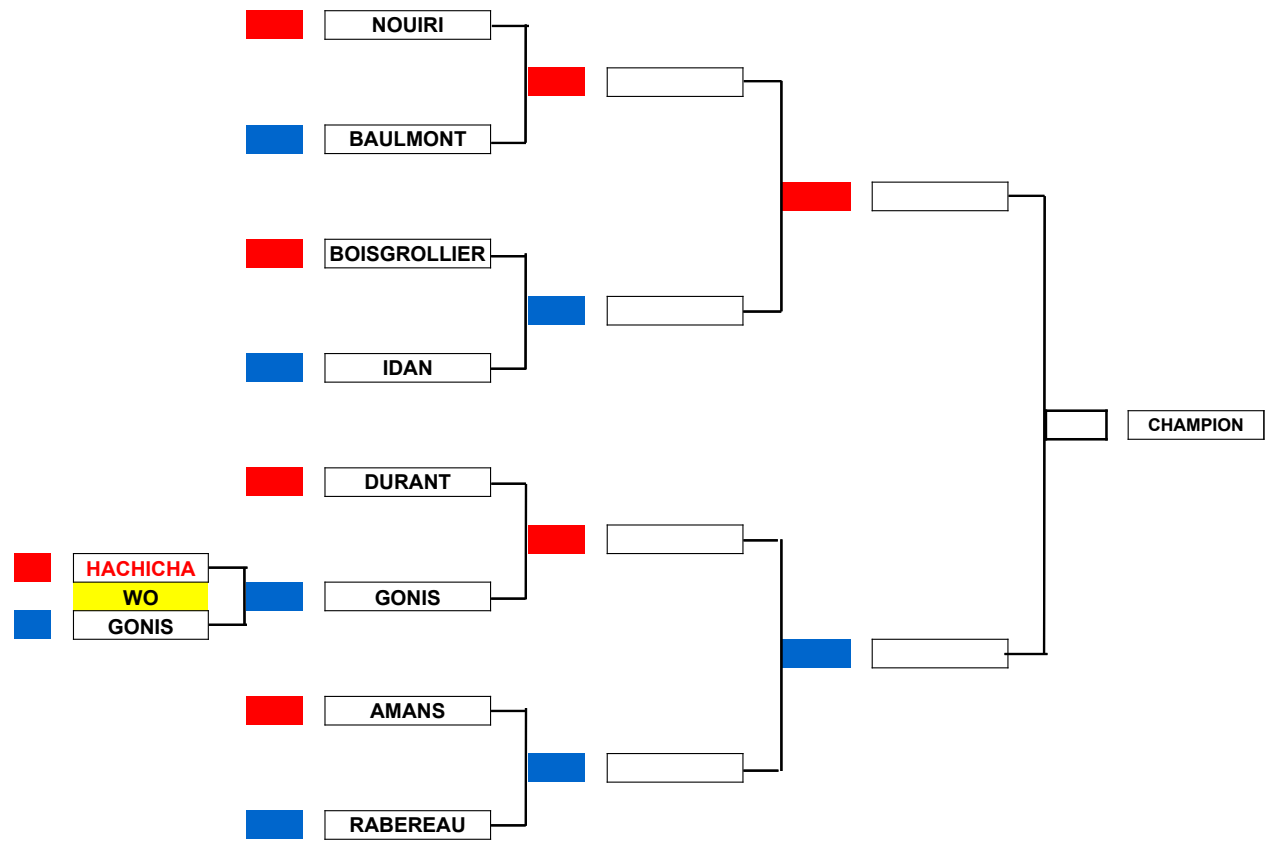 NOUIRI
BAULMONT
BOISGROLLIER
IDAN
CHAMPION
DURANT
HACHICHA
WO
GONIS
GONIS
AMANS
RABEREAU